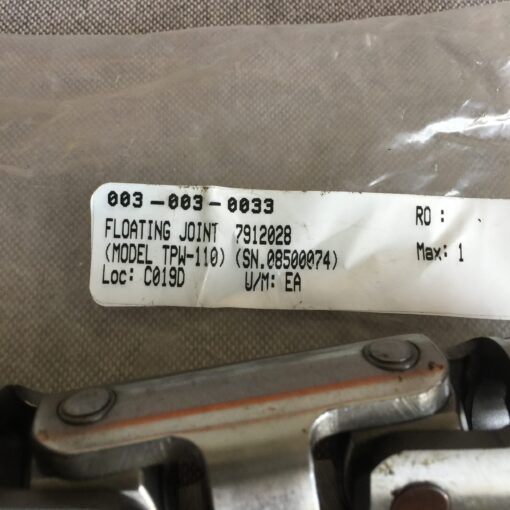 003-003-0033
RO :
FLOATING JOINT 7912028
(MODEL TPW-110) (SN.08500074)
Max: 1
Loc: C019D U/M: EA